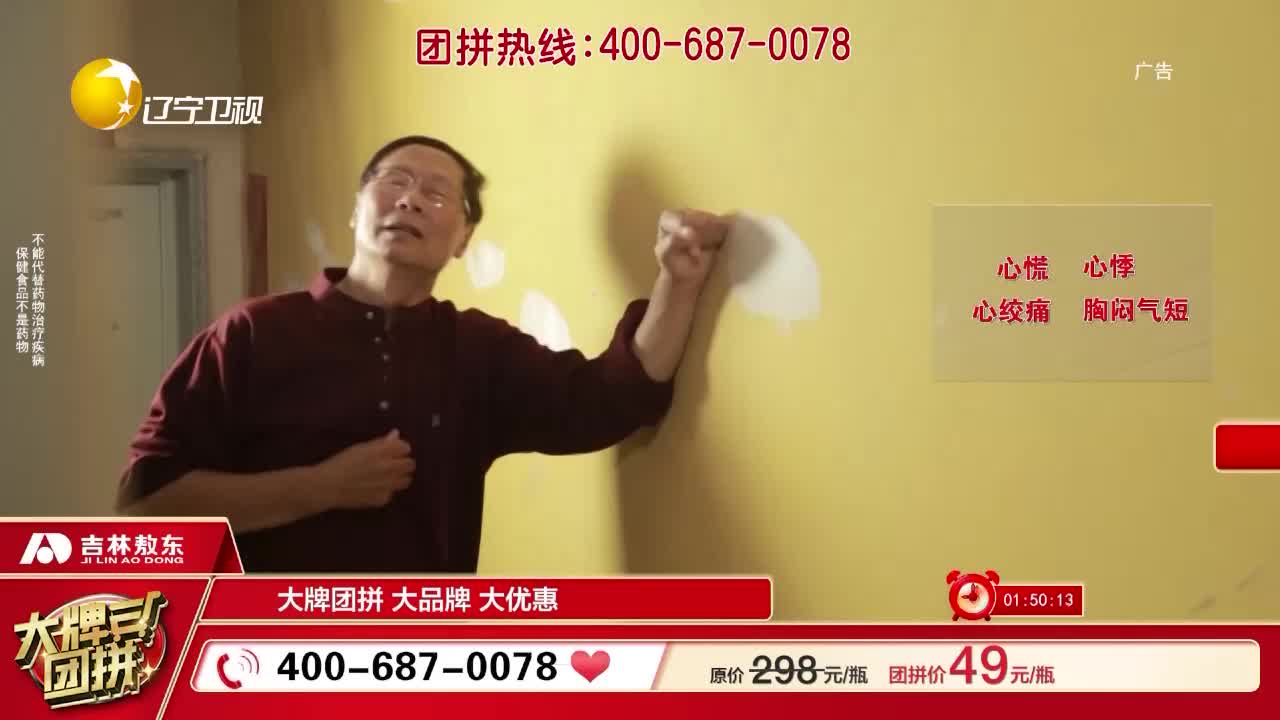 团拼热线:400-687-0078
广告
辽宁卫视
心慌 心悸
心绞痛 胸闷气短
不能代替药物治疗疾病
保健食品不是药物
吉林敖东
JI LIN AO DONG
大牌团拼 大品牌 大优惠
01:50:13
大牌云!
团拼
400-687-0078
原价298元/瓶 团拼价49元/瓶